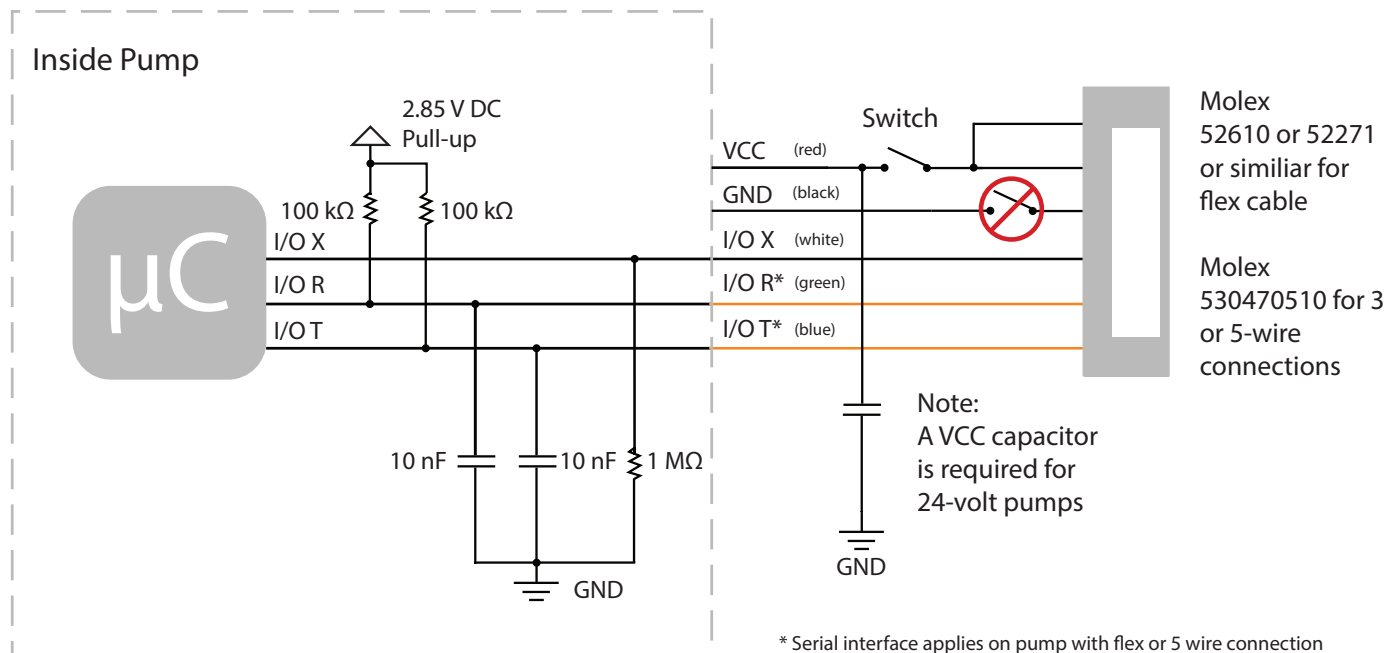 Inside Pump
2.85 V DC
Pull-up
100 kΩ
100 kΩ
µC
I/O X
I/O R
I/O T
10 nF
10 nF
1 MΩ
GND
VCC (red)
GND (black)
I/O X (white)
I/O R* (green)
I/O T* (blue)
Switch
Note:
A VCC capacitor
is required for
24-volt pumps
GND
Molex
52610 or 52271
or similiar for
flex cable
Molex
530470510 for 3
or 5-wire
connections
* Serial interface applies on pump with flex or 5 wire connection